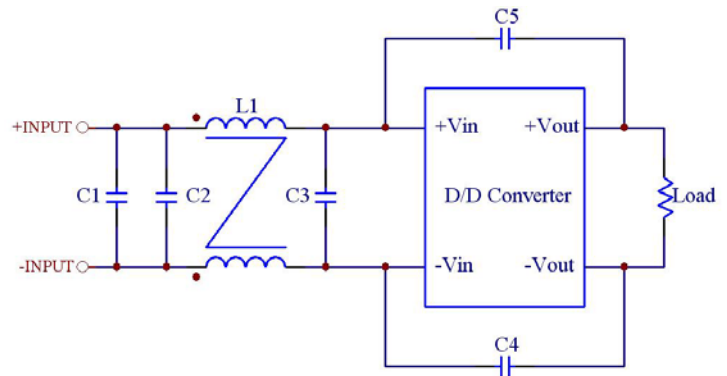 C5
L1
+INPUT
+Vin
+Vout
C1
C2
C3
D/D Converter
Load
-INPUT
-Vin
-Vout
C4